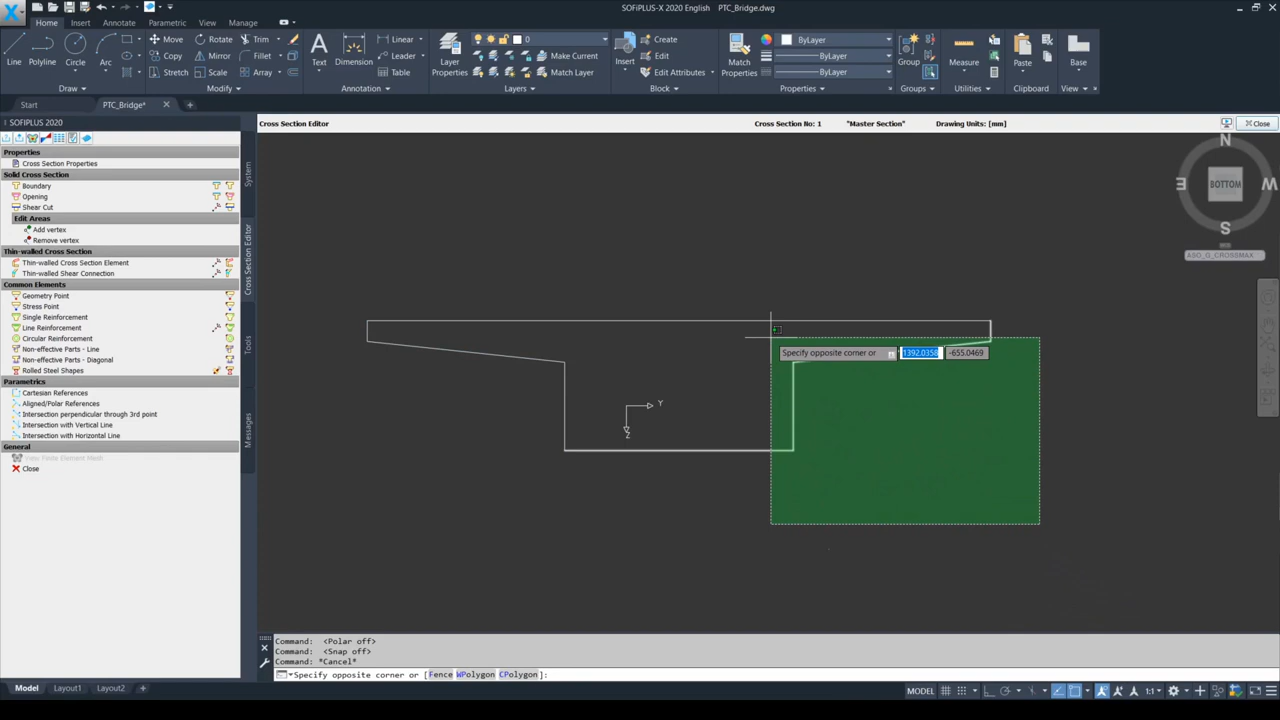 SOFiPLUS-X 2020 English PTC_Bridge.dwg
Home Insert Annotate Parametric View Manage
Line Polyline Circle Arc
Move Rotate Trim
Copy Mirror Fillet
Stretch Scale Array
Text Dimension
Linear
Leader
Table
Layer Properties
0
Make Current
Match Layer
Insert
Create
Edit
Edit Attributes
Match Properties
ByLayer
ByLayer
ByLayer
Group
Measure
Paste
Base
Draw Modify Annotation Layers Block Properties Groups Utilities Clipboard View
Start PTC_Bridge*
SOFiPLUS 2020
Cross Section Editor Cross Section No: 1 "Master Section" Drawing Units: [mm] Close
Properties
Cross Section Properties
Solid Cross Section
Boundary
Opening
Shear Cut
Edit Areas
Add vertex
Remove vertex
Thin-walled Cross Section
Thin-walled Cross Section Element
Thin-walled Shear Connection
Common Elements
Geometry Point
Stress Point
Single Reinforcement
Line Reinforcement
Circular Reinforcement
Non-effective Parts - Line
Non-effective Parts - Diagonal
Rolled Steel Shapes
Parametrics
Cartesian References
Aligned/Polar References
Intersection perpendicular through 3rd point
Intersection with Vertical Line
Intersection with Horizontal Line
General
View Finite Element Mesh
Close
System
Cross Section Editor
Tools
Messages
N
E BOTTOM W
S
ASO_G_CROSSMAX
Specify opposite corner or 1392.0358 -655.0469
Y
Z
Command: <Polar off>
Command: <Snap off>
Command: *Cancel*
Specify opposite corner or [Fence WPolygon CPolygon]:
Model Layout1 Layout2
MODEL 1:1